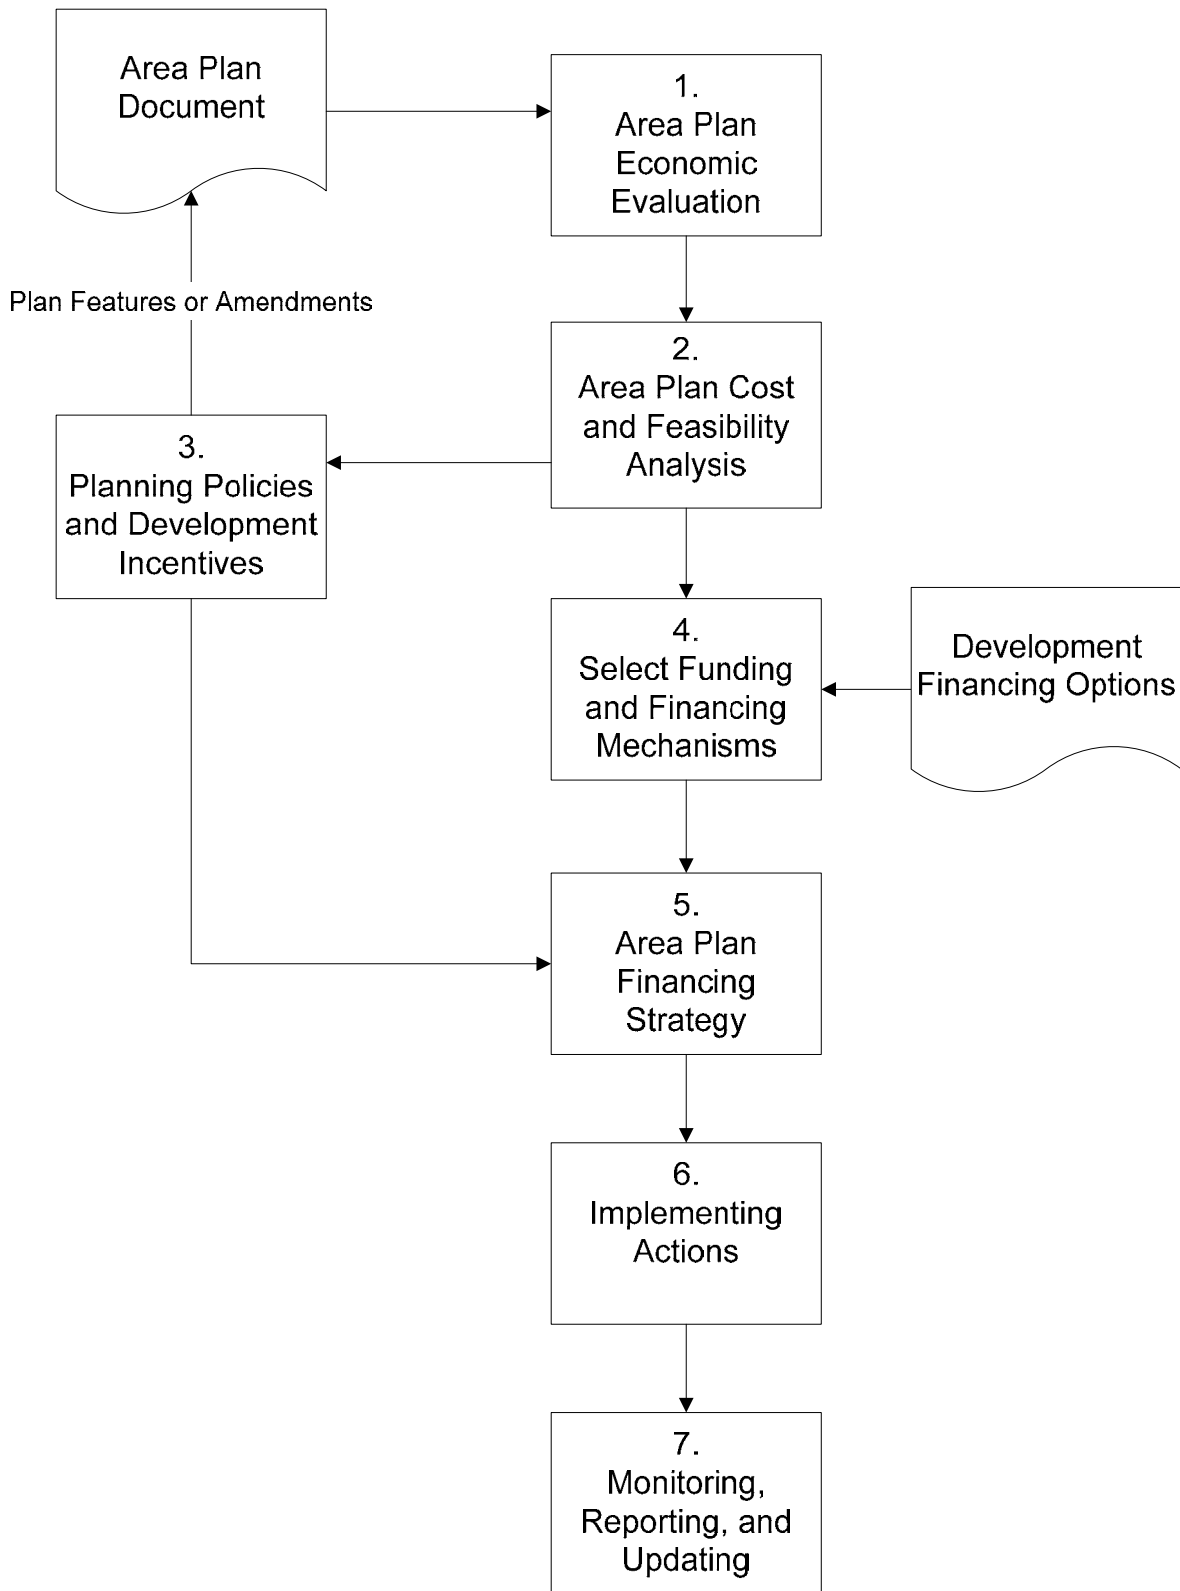 Area Plan
Document
1.
Area Plan
Economic
Evaluation
Plan Features or Amendments
2.
Area Plan Cost
and Feasibility
Analysis
3.
Planning Policies
and Development
Incentives
4.
Select Funding
and Financing
Mechanisms
Development
Financing Options
5.
Area Plan
Financing
Strategy
6.
Implementing
Actions
7.
Monitoring,
Reporting, and
Updating